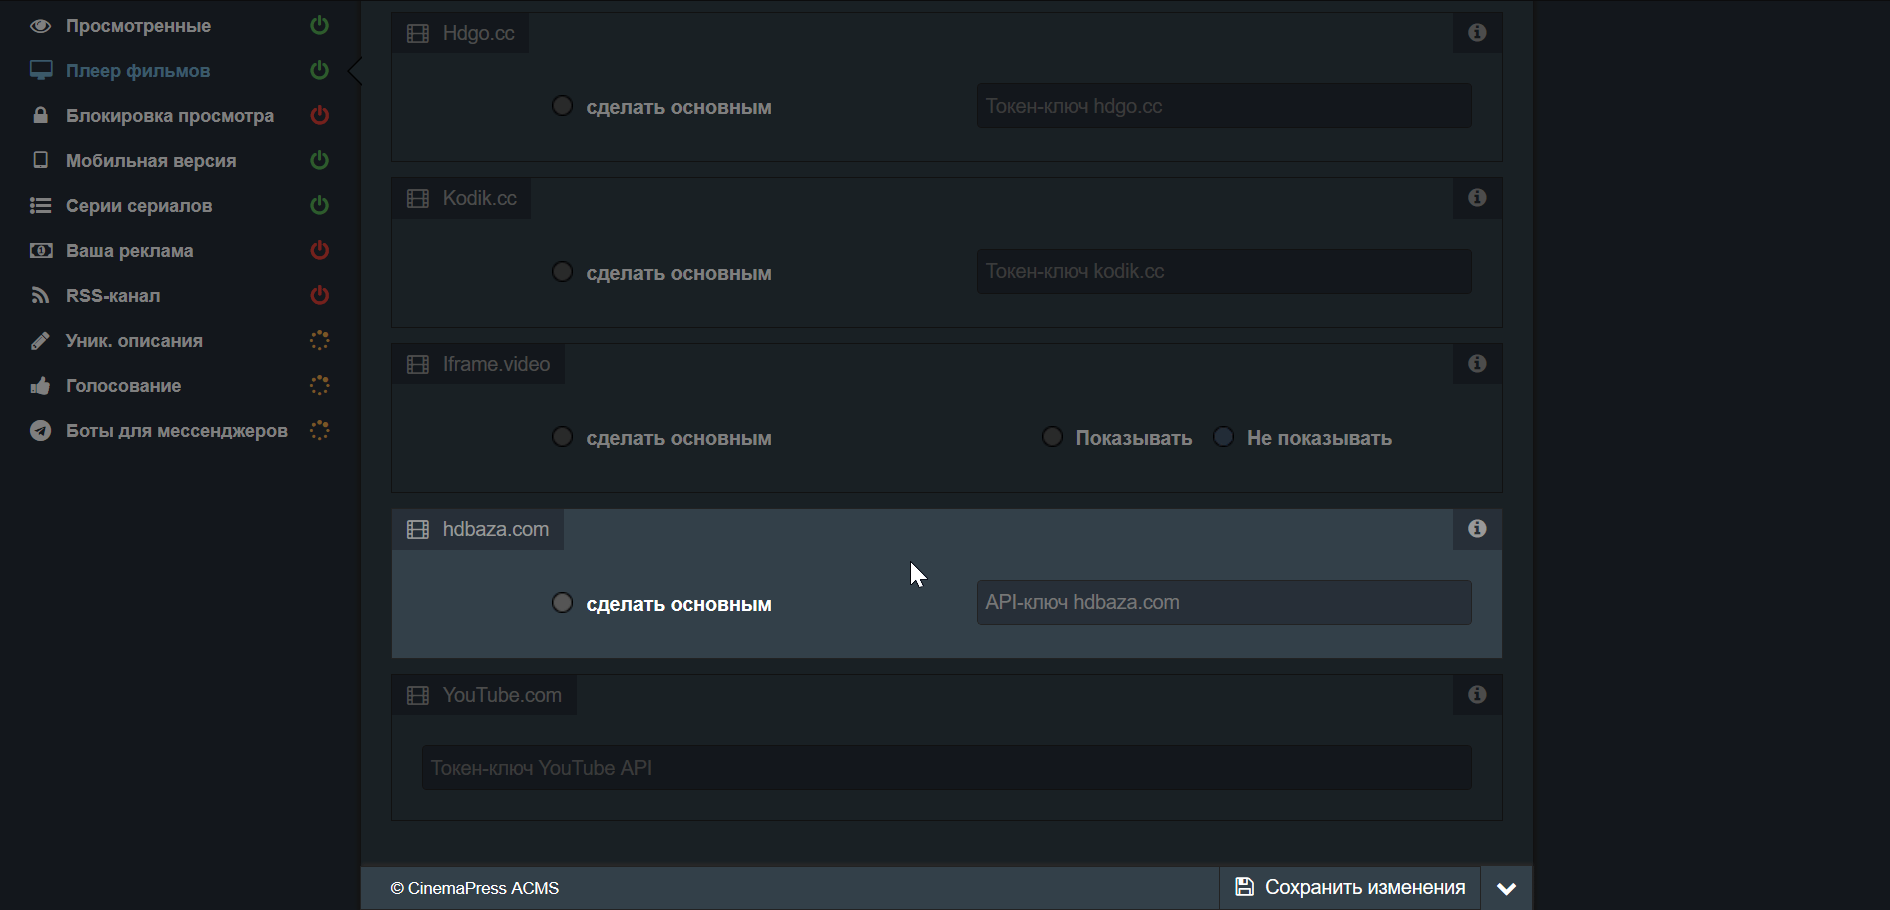 Просмотренные
Плеер фильмов
Блокировка просмотра
Мобильная версия
Серии сериалов
Ваша реклама
RSS-канал
Уник. описания
Голосование
Боты для мессенджеров
Hdgo.cc
сделать основным
Токен-ключ hdgo.cc
Kodik.cc
сделать основным
Токен-ключ kodik.cc
Iframe.video
сделать основным
Показывать
Не показывать
hdbaza.com
сделать основным
API-ключ hdbaza.com
YouTube.com
Токен-ключ YouTube API
© CinemaPress ACMS
Сохранить изменения